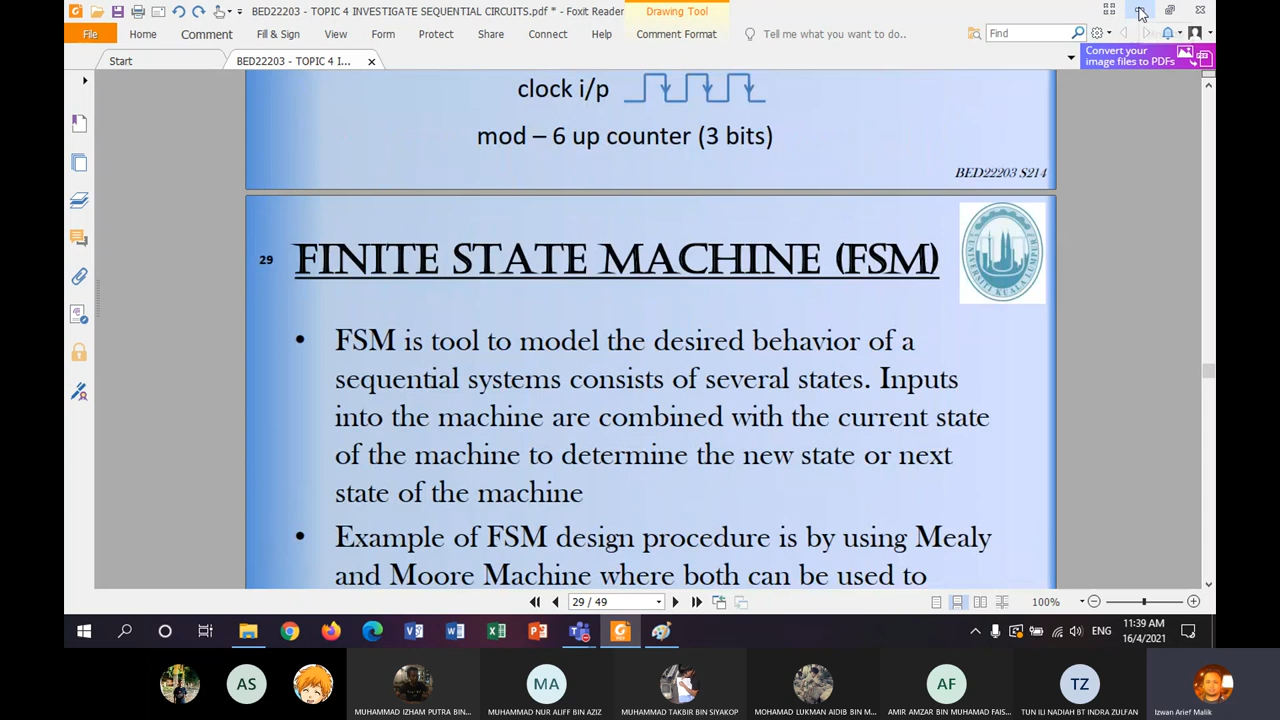 BED22203 - TOPIC 4 INVESTIGATE SEQUENTIAL CIRCUITS.pdf * - Foxit Reader
Drawing Tool
File
Home
Comment
Fill & Sign
View
Form
Protect
Share
Connect
Help
Comment Format
Tell me what you want to do..
Find
Start
BED22203 - TOPIC 4 I...
Convert your
image files to PDFs
clock i/p
mod – 6 up counter (3 bits)
BED22203 S214
29
FINITE STATE MACHINE (FSM)
UNIVERSITI KUALA LUMPUR
• FSM is tool to model the desired behavior of a
sequential systems consists of several states. Inputs
into the machine are combined with the current state
of the machine to determine the new state or next
state of the machine
• Example of FSM design procedure is by using Mealy
and Moore Machine where both can be used to
29 / 49
100%
ENG
11:39 AM
16/4/2021
AS
MUHAMMAD IZHAM PUTRA BIN...
MA
MUHAMMAD NUR ALIFF BIN AZIZ
MUHAMMAD TAKBIR BIN SIYAKOP
MOHAMAD LUKMAN AIDIB BIN M...
AF
AMIR AMZAR BIN MUHAMAD FAIS...
TZ
TUN ILI NADIAH BT INDRA ZULFAN
Izwan Arief Malik